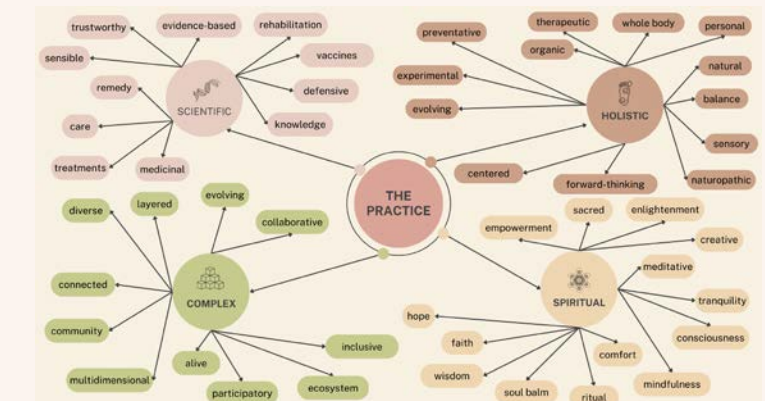 trustworthy
evidence-based
rehabilitation
sensible
vaccines
remedy
defensive
SCIENTIFIC
care
knowledge
treatments
medicinal
preventative
therapeutic
whole body
personal
organic
natural
experimental
balance
evolving
HOLISTIC
sensory
centered
forward-thinking
naturopathic
THE
PRACTICE
diverse
layered
evolving
collaborative
connected
COMPLEX
community
inclusive
alive
multidimensional
participatory
ecosystem
sacred
enlightenment
empowerment
creative
meditative
SPIRITUAL
tranquility
hope
consciousness
faith
comfort
wisdom
mindfulness
soul balm
ritual